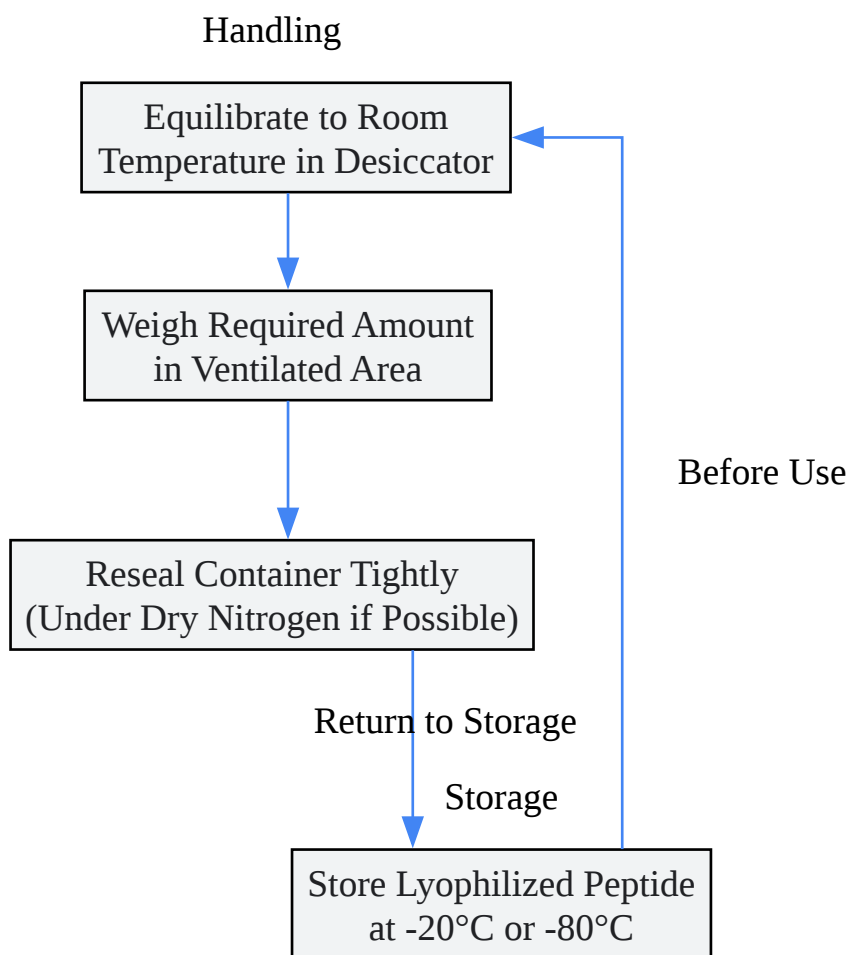 Handling
Equilibrate to Room
Temperature in Desiccator
Weigh Required Amount
in Ventilated Area
Before Use
Reseal Container Tightly
(Under Dry Nitrogen if Possible)
Return to Storage
Storage
Store Lyophilized Peptide
at -20°C or -80°C